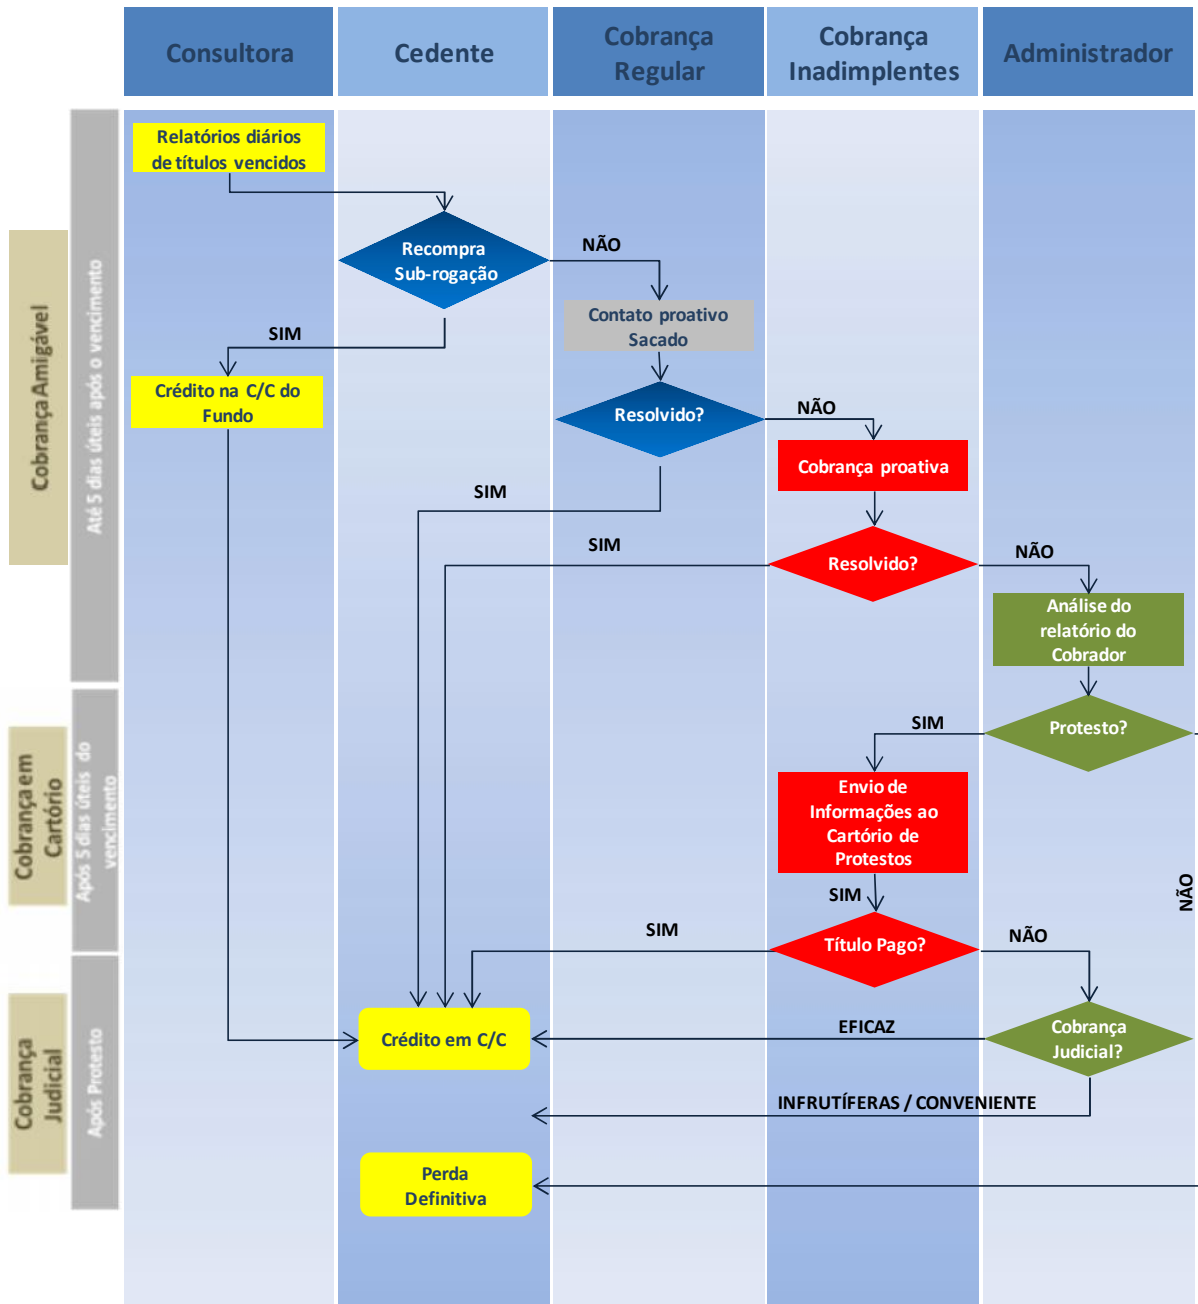 Consultora
Cedente
Cobrança
Regular
Cobrança
Inadimplentes
Administrador
Cobrança Amigável
Até 5 dias úteis após o vencimento
Relatórios diários
de títulos vencidos
Recompra
Sub-rogação
NÃO
Contato proativo
Sacado
SIM
Crédito na C/C do
Fundo
Resolvido?
NÃO
Cobrança proativa
SIM
SIM
Resolvido?
NÃO
Análise do
relatório do
Cobrador
Cobrança em
Cartório
Após 5 dias úteis do
vencimento
Protesto?
SIM
Envio de
Informações ao
Cartório de
Protestos
NÃO
SIM
SIM
Título Pago?
NÃO
Cobrança
Judicial
Após Protesto
Crédito em C/C
EFICAZ
Cobrança
Judicial?
INFRUTÍFERAS / CONVENIENTE
Perda
Definitiva